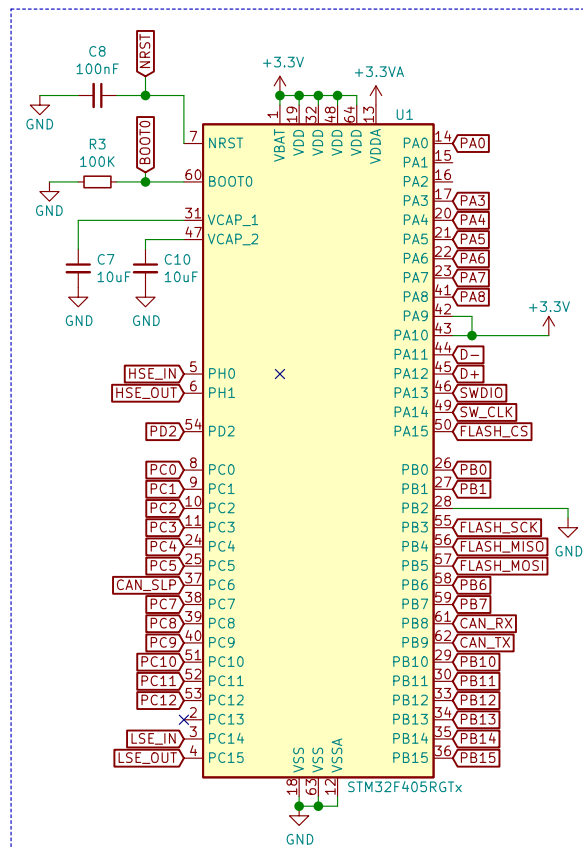 C8
100nF
NRST
GND
R3
100K
BOOT0
GND
+3.3V
+3.3VA
U1
1 VBAT
19 VDD
32 VDD
48 VDD
64 VDD
13 VDDA
7 NRST
60 BOOT0
31 VCAP_1
47 VCAP_2
C7
10uF
GND
C10
10uF
GND
HSE_IN 5 PH0
HSE_OUT 6 PH1
PD2 54 PD2
PC0 8 PC0
PC1 9 PC1
PC2 10 PC2
PC3 11 PC3
PC4 24 PC4
PC5 25 PC5
CAN_SLP 37 PC6
PC7 38 PC7
PC8 39 PC8
PC9 40 PC9
PC10 51 PC10
PC11 52 PC11
PC12 53 PC12
2 PC13
LSE_IN 3 PC14
LSE_OUT 4 PC15
PA0 14 PA0
PA1 15
PA2 16
PA3 17 PA3
PA4 20 PA4
PA5 21 PA5
PA6 22 PA6
PA7 23 PA7
PA8 41 PA8
PA9 42
PA10 43
+3.3V
PA11 44 D-
PA12 45 D+
PA13 46 SWDIO
PA14 49 SW_CLK
PA15 50 FLASH_CS
PB0 26 PB0
PB1 27 PB1
PB2 28
GND
PB3 55 FLASH_SCK
PB4 56 FLASH_MISO
PB5 57 FLASH_MOSI
PB6 58 PB6
PB7 59 PB7
PB8 61 CAN_RX
PB9 62 CAN_TX
PB10 29 PB10
PB11 30 PB11
PB12 33 PB12
PB13 34 PB13
PB14 35 PB14
PB15 36 PB15
18 VSS
63 VSS
12 VSSA
STM32F405RGTx
GND